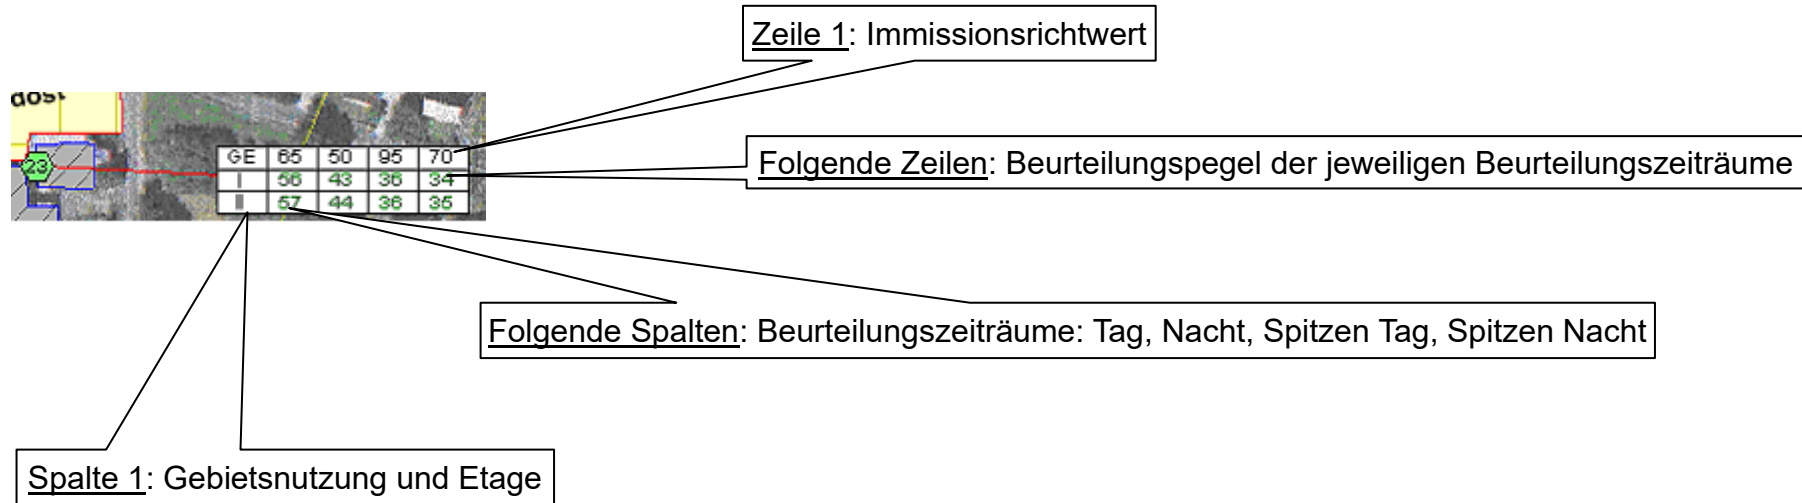 Zeile 1: Immissionsrichtwert
dost
GE 65 50 95 70
Folgende Zeilen: Beurteilungspegel der jeweiligen Beurteilungszeiträume
23
I 56 43 36 34
II 57 44 36 35
Folgende Spalten: Beurteilungszeiträume: Tag, Nacht, Spitzen Tag, Spitzen Nacht
Spalte 1: Gebietsnutzung und Etage